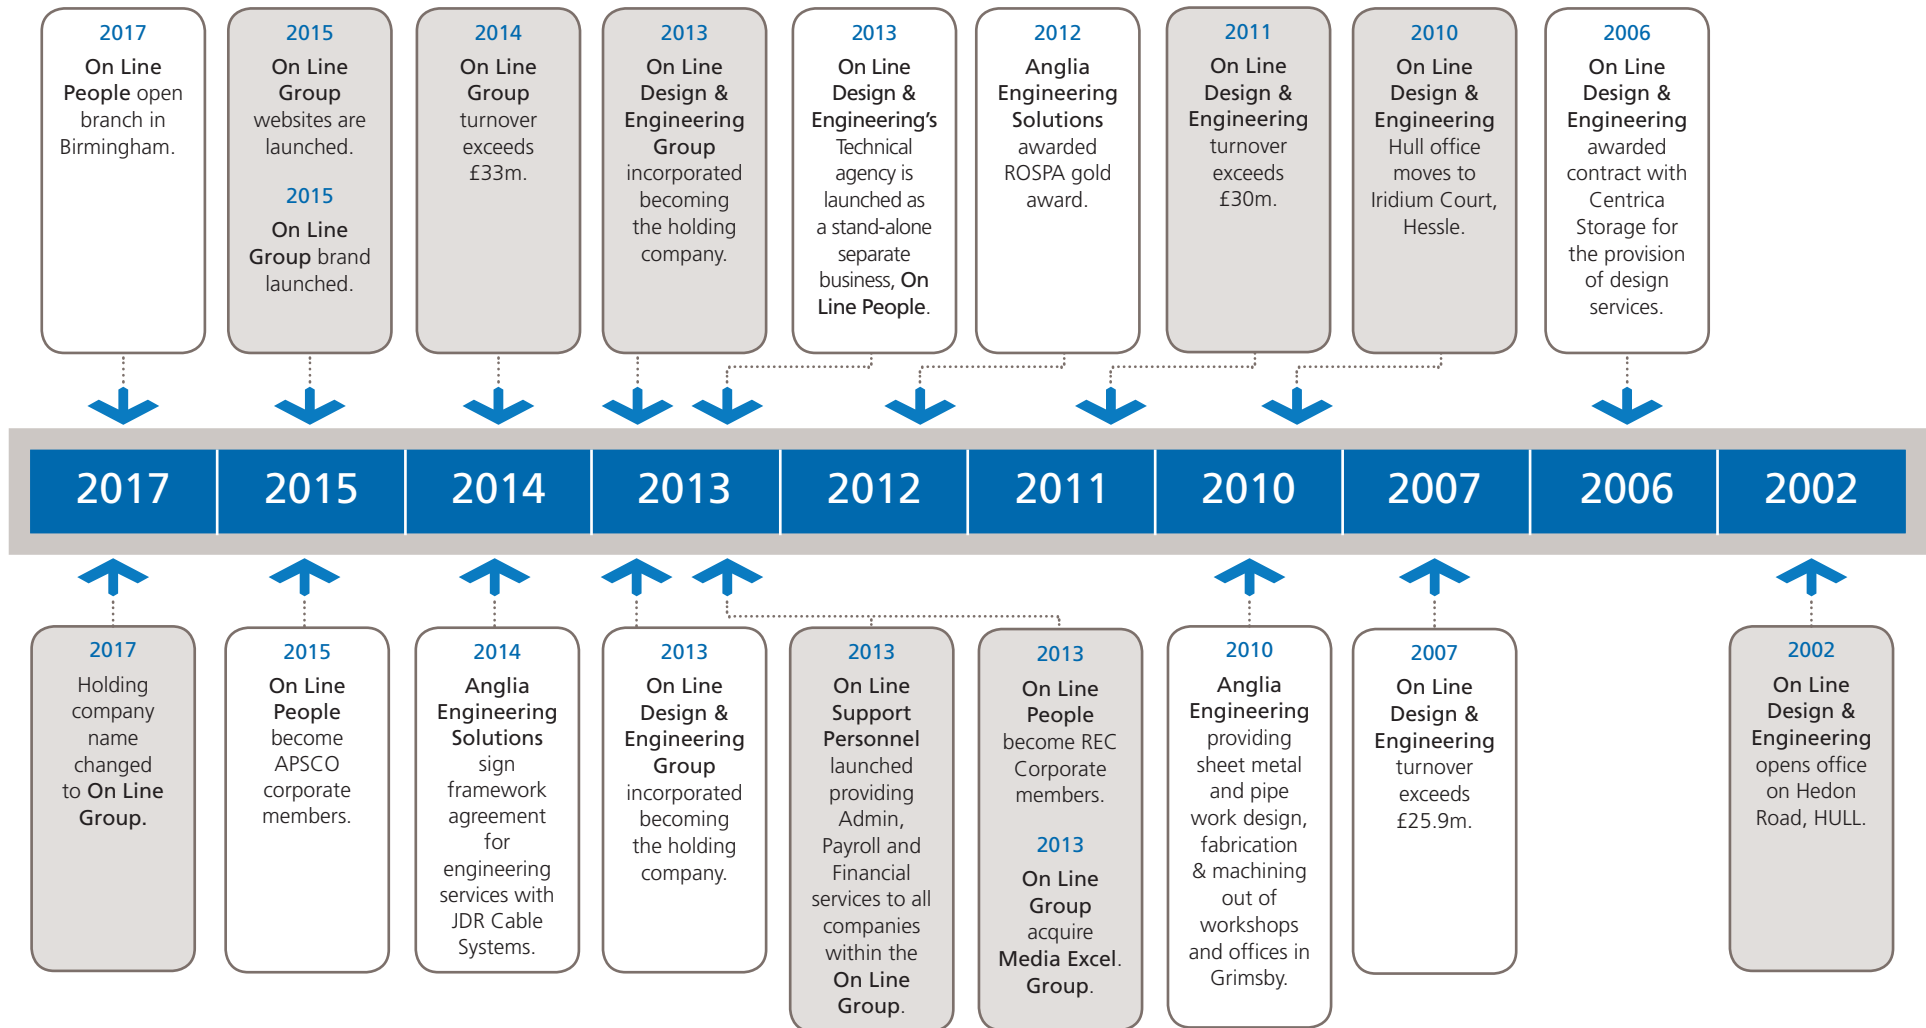 2017
On Line
People open
branch in
Birmingham.
2015
On Line
Group
websites are
launched.
2015
On Line
Group brand
launched.
2014
On Line
Group
turnover
exceeds
£33m.
2013
On Line
Design &
Engineering
Group
incorporated
becoming
the holding
company.
2013
On Line
Design &
Engineering’s
Technical
agency is
launched as
a stand-alone
separate
business, On
Line People.
2012
Anglia
Engineering
Solutions
awarded
ROSPA gold
award.
2011
On Line
Design &
Engineering
turnover
exceeds
£30m.
2010
On Line
Design &
Engineering
Hull office
moves to
Iridium Court,
Hessle.
2006
On Line
Design &
Engineering
awarded
contract with
Centrica
Storage for
the provision
of design
services.
2017 2015 2014 2013 2012 2011 2010 2007 2006 2002
2017
Holding
company
name
changed
to On Line
Group.
2015
On Line
People
become
APSCO
corporate
members.
2014
Anglia
Engineering
Solutions
sign
framework
agreement
for
engineering
services with
JDR Cable
Systems.
2013
On Line
Design &
Engineering
Group
incorporated
becoming
the holding
company.
2013
On Line
Support
Personnel
launched
providing
Admin,
Payroll and
Financial
services to all
companies
within the
On Line
Group.
2013
On Line
People
become REC
Corporate
members.
2013
On Line
Group
acquire
Media Excel.
Group.
2010
Anglia
Engineering
providing
sheet metal
and pipe
work design,
fabrication
& machining
out of
workshops
and offices in
Grimsby.
2007
On Line
Design &
Engineering
turnover
exceeds
£25.9m.
2002
On Line
Design &
Engineering
opens office
on Hedon
Road, HULL.